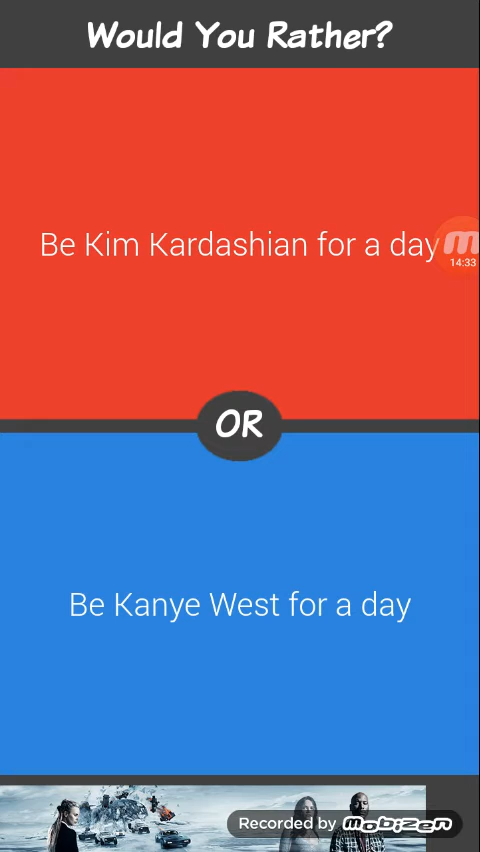 Would You Rather?
Be Kim Kardashian for a day
14:33
OR
Be Kanye West for a day
Recorded by mobizen